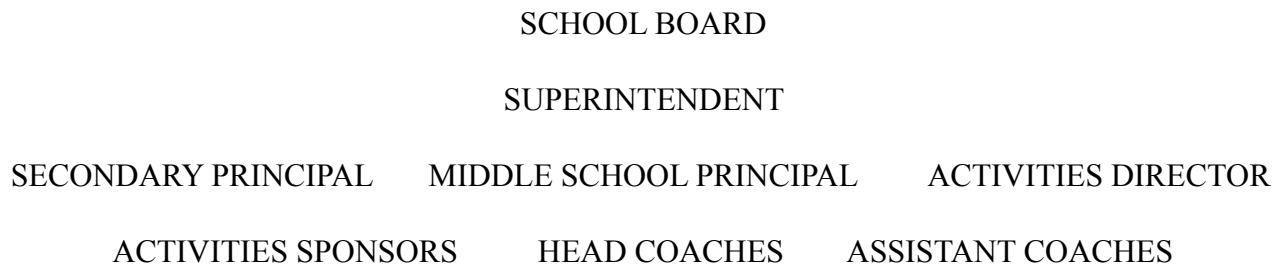 SCHOOL BOARD
SUPERINTENDENT
SECONDARY PRINCIPAL MIDDLE SCHOOL PRINCIPAL ACTIVITIES DIRECTOR
ACTIVITIES SPONSORS HEAD COACHES ASSISTANT COACHES